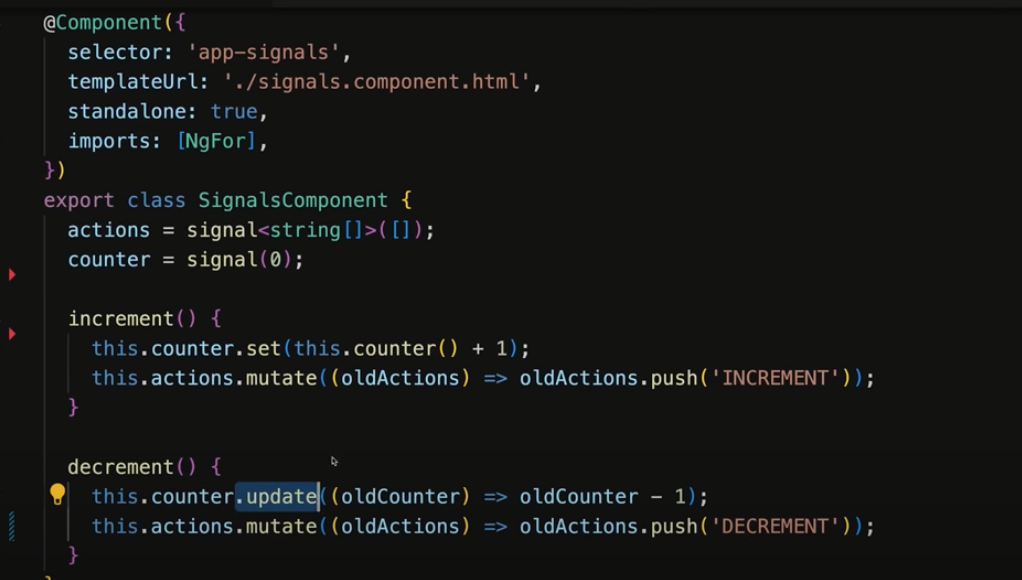 @Component({
  selector: 'app-signals',
  templateUrl: './signals.component.html',
  standalone: true,
  imports: [NgFor],
})
export class SignalsComponent {
  actions = signal<string[]>([]);
  counter = signal(0);

  increment() {
    this.counter.set(this.counter() + 1);
    this.actions.mutate((oldActions) => oldActions.push('INCREMENT'));
  }

  decrement() {
    this.counter.update((oldCounter) => oldCounter - 1);
    this.actions.mutate((oldActions) => oldActions.push('DECREMENT'));
  }
}